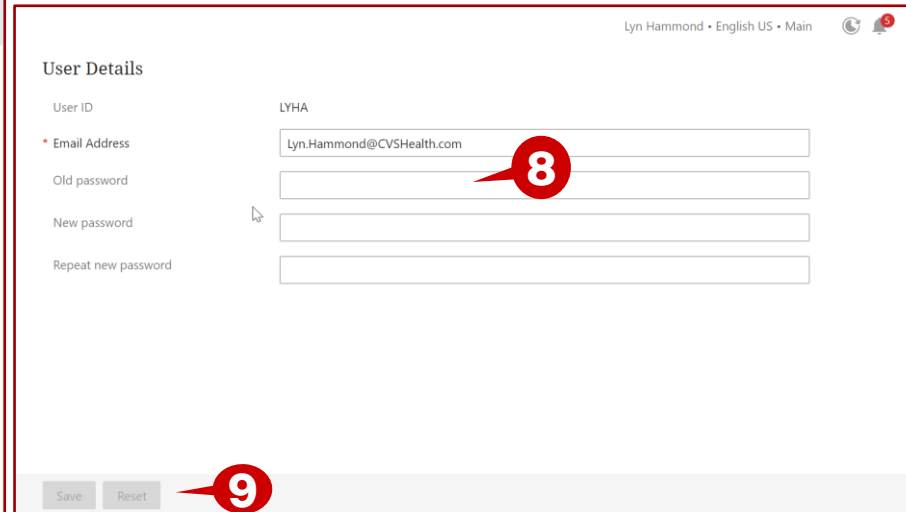 Lyn Hammond • English US • Main
5
User Details
User ID LYHA
* Email Address Lyn.Hammond@CVSHealth.com
8
Old password
New password
Repeat new password
Save Reset
9